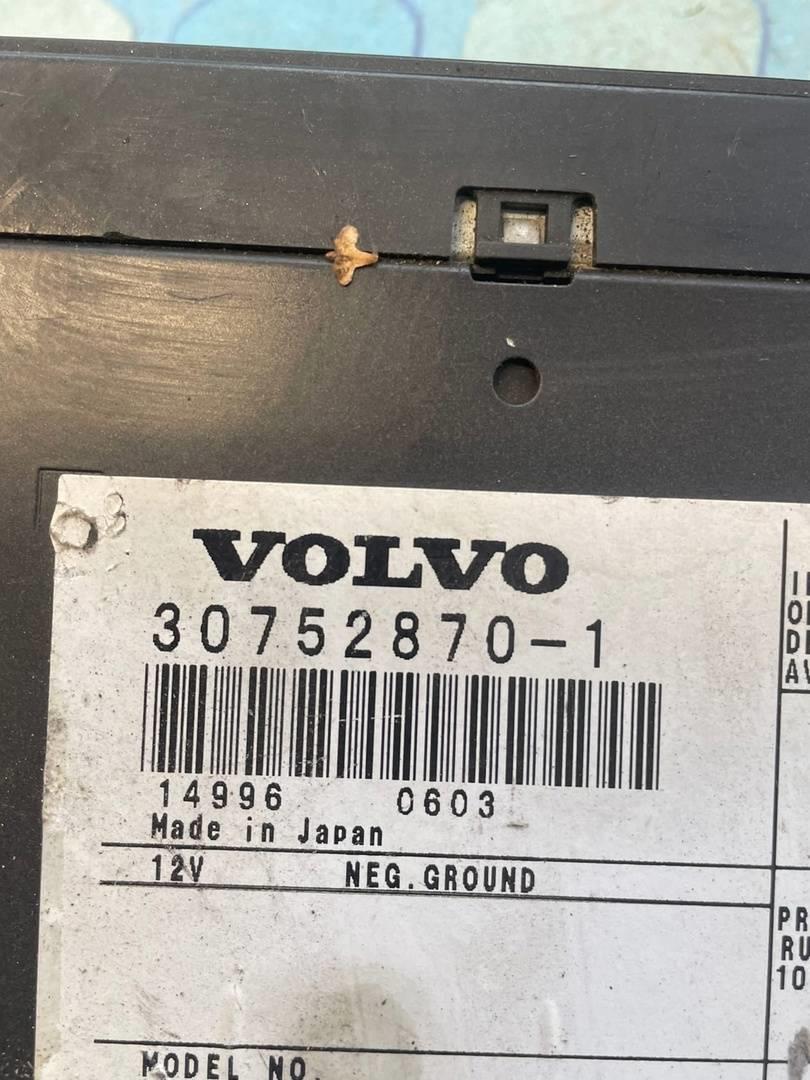 VOLVO
30752870-1
14996 0603
Made in Japan
12V NEG.GROUND
MODEL NO.